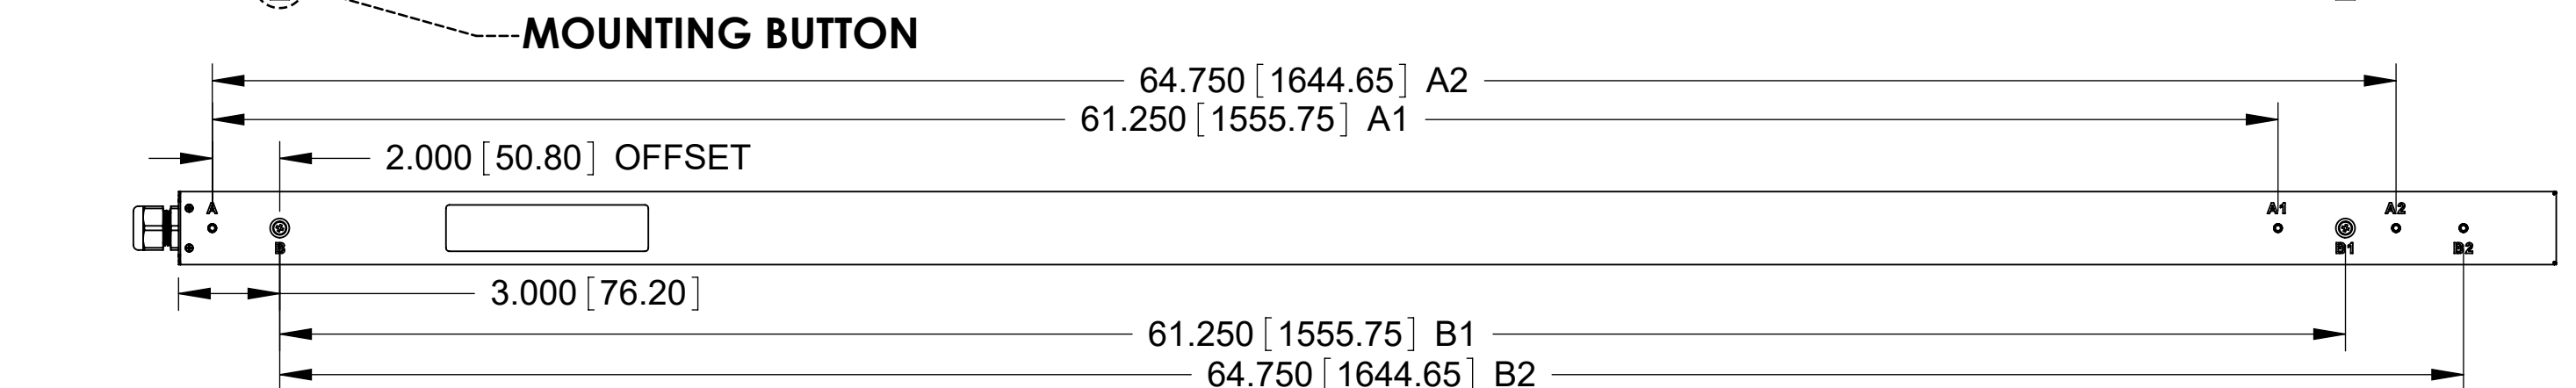 MOUNTING BUTTON
64.750 [1644.65] A2
61.250 [1555.75] A1
2.000 [50.80] OFFSET
A
A1
A2
B
B1
B2
3.000 [76.20]
61.250 [1555.75] B1
64.750 [1644.65] B2